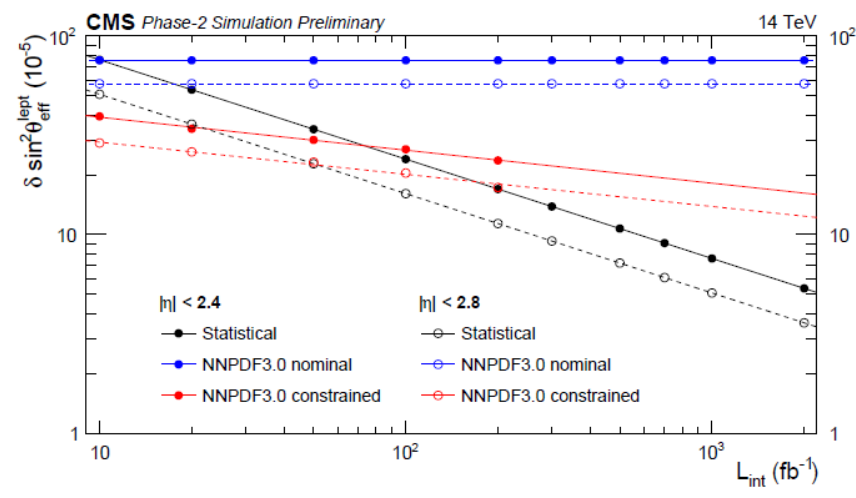 CMS Phase-2 Simulation Preliminary 14 TeV
δ sin²θ_eff^lept (10⁻⁵)
10² 10²
10 10
1 1
|η| < 2.4 |η| < 2.8
Statistical Statistical
NNPDF3.0 nominal NNPDF3.0 nominal
NNPDF3.0 constrained NNPDF3.0 constrained
10 10² 10³
L_int (fb⁻¹)